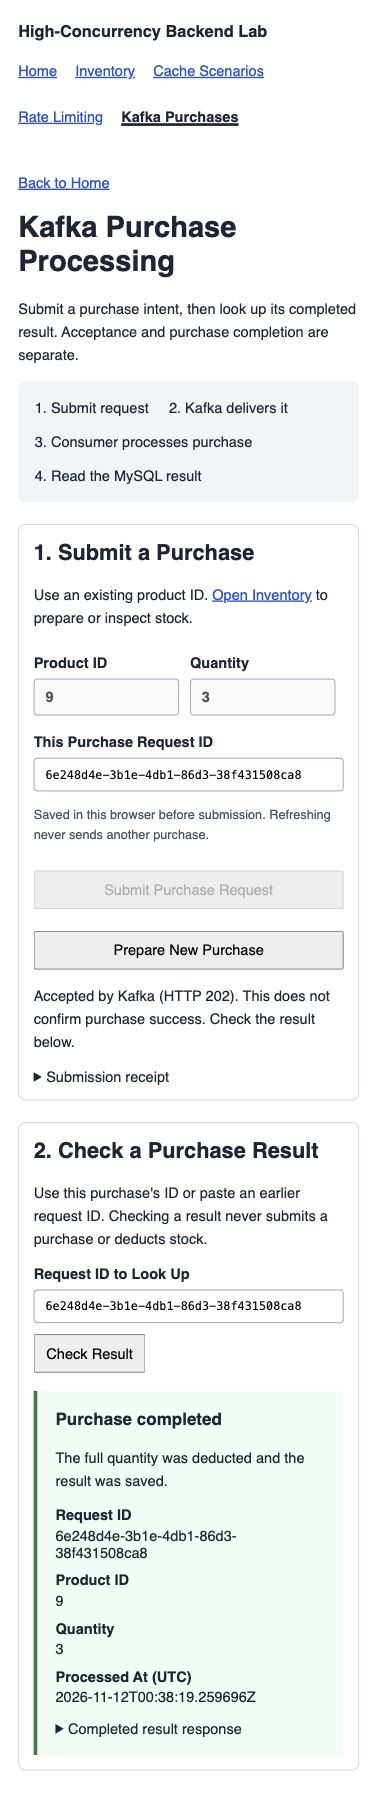 High-Concurrency Backend Lab
Home Inventory Cache Scenarios
Rate Limiting Kafka Purchases
Back to Home
Kafka Purchase
Processing
Submit a purchase intent, then look up its completed
result. Acceptance and purchase completion are
separate.
1. Submit request 2. Kafka delivers it
3. Consumer processes purchase
4. Read the MySQL result
1. Submit a Purchase
Use an existing product ID. Open Inventory to
prepare or inspect stock.
Product ID Quantity
9 3
This Purchase Request ID
6e248d4e-3b1e-4db1-86d3-38f431508ca8
Saved in this browser before submission. Refreshing
never sends another purchase.
Submit Purchase Request
Prepare New Purchase
Accepted by Kafka (HTTP 202). This does not
confirm purchase success. Check the result
below.
Submission receipt
2. Check a Purchase Result
Use this purchase's ID or paste an earlier
request ID. Checking a result never submits a
purchase or deducts stock.
Request ID to Look Up
6e248d4e-3b1e-4db1-86d3-38f431508ca8
Check Result
Purchase completed
The full quantity was deducted and the
result was saved.
Request ID
6e248d4e-3b1e-4db1-86d3-
38f431508ca8
Product ID
9
Quantity
3
Processed At (UTC)
2026-11-12T00:38:19.259696Z
Completed result response